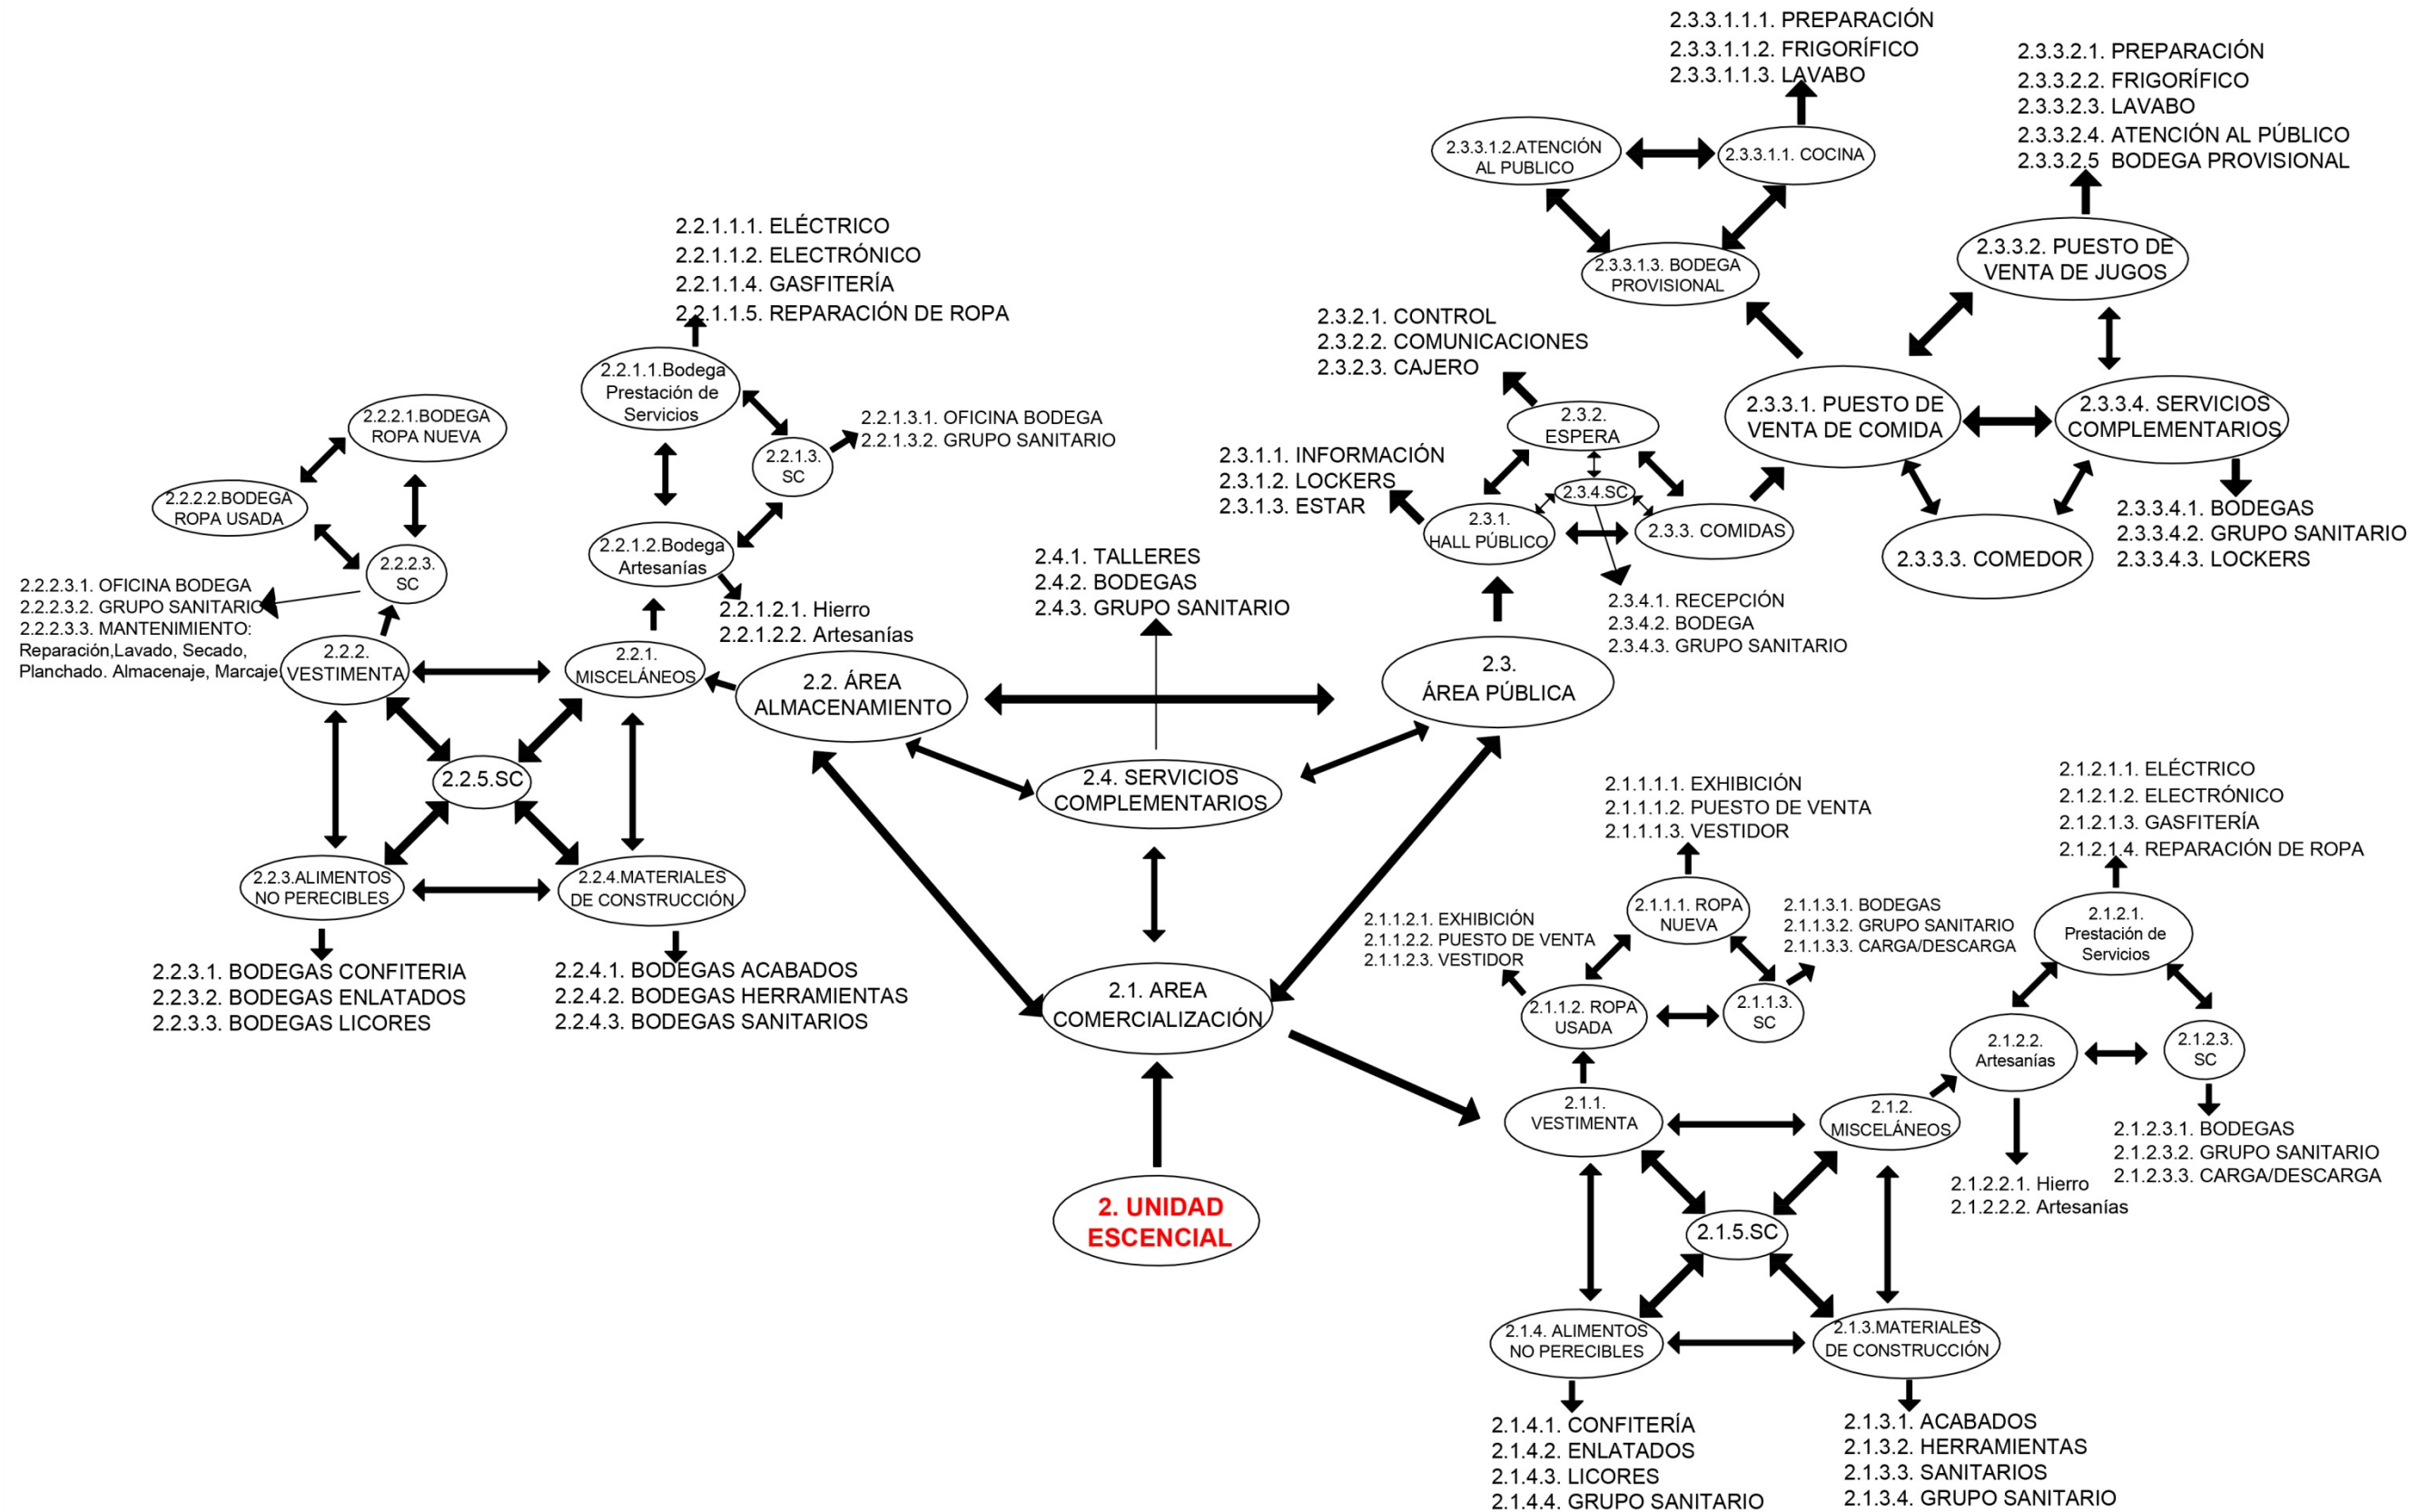 2.3.3.1.1.1. PREPARACIÓN
2.3.3.1.1.2. FRIGORÍFICO
2.3.3.1.1.3. LAVABO
2.3.3.2.1. PREPARACIÓN
2.3.3.2.2. FRIGORÍFICO
2.3.3.2.3. LAVABO
2.3.3.2.4. ATENCIÓN AL PÚBLICO
2.3.3.2.5 BODEGA PROVISIONAL
2.3.3.1.2.ATENCIÓN
AL PUBLICO
2.3.3.1.1. COCINA
2.3.3.1.3. BODEGA
PROVISIONAL
2.3.3.2. PUESTO DE
VENTA DE JUGOS
2.2.1.1.1. ELÉCTRICO
2.2.1.1.2. ELECTRÓNICO
2.2.1.1.4. GASFITERÍA
2.2.1.1.5. REPARACIÓN DE ROPA
2.2.1.1.Bodega
Prestación de
Servicios
2.2.1.3.
SC
2.2.1.3.1. OFICINA BODEGA
2.2.1.3.2. GRUPO SANITARIO
2.2.2.1.BODEGA
ROPA NUEVA
2.2.2.2.BODEGA
ROPA USADA
2.2.2.3.
SC
2.2.1.2.Bodega
Artesanías
2.2.1.2.1. Hierro
2.2.1.2.2. Artesanías
2.2.2.3.1. OFICINA BODEGA
2.2.2.3.2. GRUPO SANITARIO
2.2.2.3.3. MANTENIMIENTO:
Reparación,Lavado, Secado,
Planchado. Almacenaje, Marcaje.
2.2.2.
VESTIMENTA
2.2.1.
MISCELÁNEOS
2.2. ÁREA
ALMACENAMIENTO
2.2.5.SC
2.2.3.ALIMENTOS
NO PERECIBLES
2.2.4.MATERIALES
DE CONSTRUCCIÓN
2.2.3.1. BODEGAS CONFITERIA
2.2.3.2. BODEGAS ENLATADOS
2.2.3.3. BODEGAS LICORES
2.2.4.1. BODEGAS ACABADOS
2.2.4.2. BODEGAS HERRAMIENTAS
2.2.4.3. BODEGAS SANITARIOS
2.3.2.1. CONTROL
2.3.2.2. COMUNICACIONES
2.3.2.3. CAJERO
2.3.2.
ESPERA
2.3.1.1. INFORMACIÓN
2.3.1.2. LOCKERS
2.3.1.3. ESTAR
2.3.4.SC
2.3.1.
HALL PÚBLICO
2.3.3. COMIDAS
2.3.4.1. RECEPCIÓN
2.3.4.2. BODEGA
2.3.4.3. GRUPO SANITARIO
2.3.3.1. PUESTO DE
VENTA DE COMIDA
2.3.3.4. SERVICIOS
COMPLEMENTARIOS
2.3.3.3. COMEDOR
2.3.3.4.1. BODEGAS
2.3.3.4.2. GRUPO SANITARIO
2.3.3.4.3. LOCKERS
2.4.1. TALLERES
2.4.2. BODEGAS
2.4.3. GRUPO SANITARIO
2.3.
ÁREA PÚBLICA
2.4. SERVICIOS
COMPLEMENTARIOS
2.1. AREA
COMERCIALIZACIÓN
2. UNIDAD
ESCENCIAL
2.1.1.1.1. EXHIBICIÓN
2.1.1.1.2. PUESTO DE VENTA
2.1.1.1.3. VESTIDOR
2.1.1.1. ROPA
NUEVA
2.1.1.2.1. EXHIBICIÓN
2.1.1.2.2. PUESTO DE VENTA
2.1.1.2.3. VESTIDOR
2.1.1.3.1. BODEGAS
2.1.1.3.2. GRUPO SANITARIO
2.1.1.3.3. CARGA/DESCARGA
2.1.1.2. ROPA
USADA
2.1.1.3.
SC
2.1.2.1.1. ELÉCTRICO
2.1.2.1.2. ELECTRÓNICO
2.1.2.1.3. GASFITERÍA
2.1.2.1.4. REPARACIÓN DE ROPA
2.1.2.1.
Prestación de
Servicios
2.1.2.2.
Artesanías
2.1.2.3.
SC
2.1.2.3.1. BODEGAS
2.1.2.3.2. GRUPO SANITARIO
2.1.2.3.3. CARGA/DESCARGA
2.1.2.2.1. Hierro
2.1.2.2.2. Artesanías
2.1.1.
VESTIMENTA
2.1.2.
MISCELÁNEOS
2.1.5.SC
2.1.4. ALIMENTOS
NO PERECIBLES
2.1.3.MATERIALES
DE CONSTRUCCIÓN
2.1.4.1. CONFITERÍA
2.1.4.2. ENLATADOS
2.1.4.3. LICORES
2.1.4.4. GRUPO SANITARIO
2.1.3.1. ACABADOS
2.1.3.2. HERRAMIENTAS
2.1.3.3. SANITARIOS
2.1.3.4. GRUPO SANITARIO